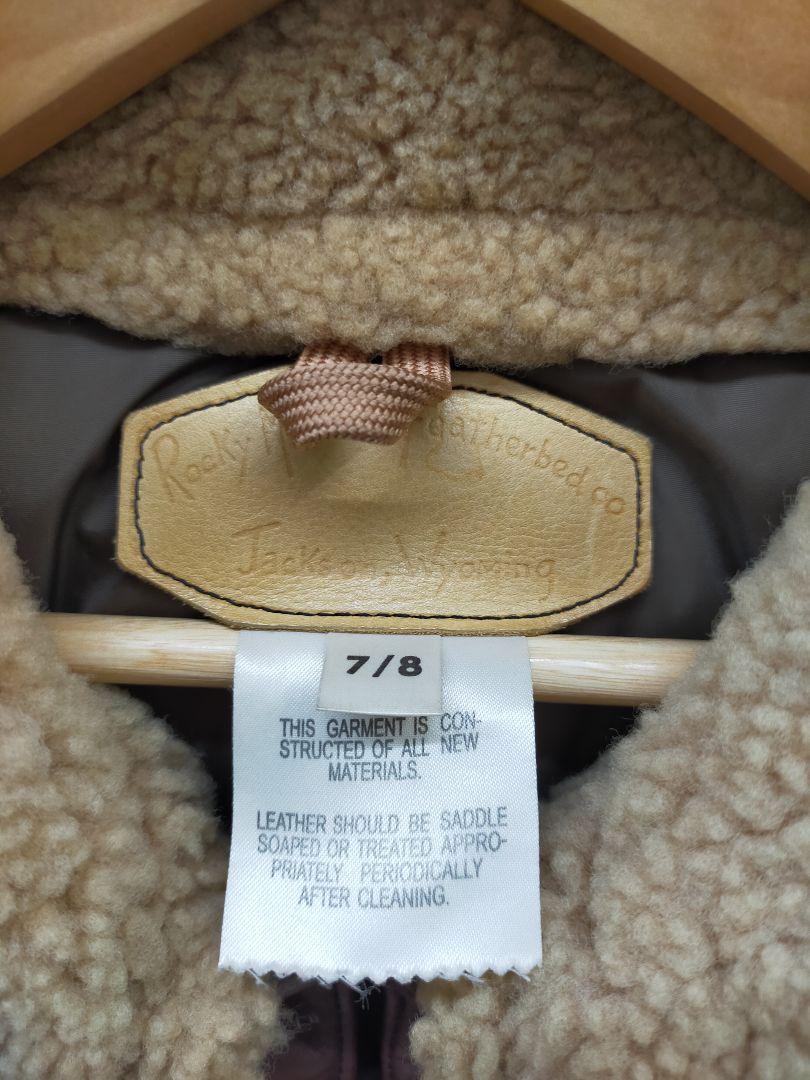 Rocky M featherbed co
Jackson, Wyoming
7/8
THIS GARMENT IS CON-
STRUCTED OF ALL NEW
MATERIALS.
LEATHER SHOULD BE SADDLE
SOAPED OR TREATED APPRO-
PRIATELY PERIODICALLY
AFTER CLEANING.